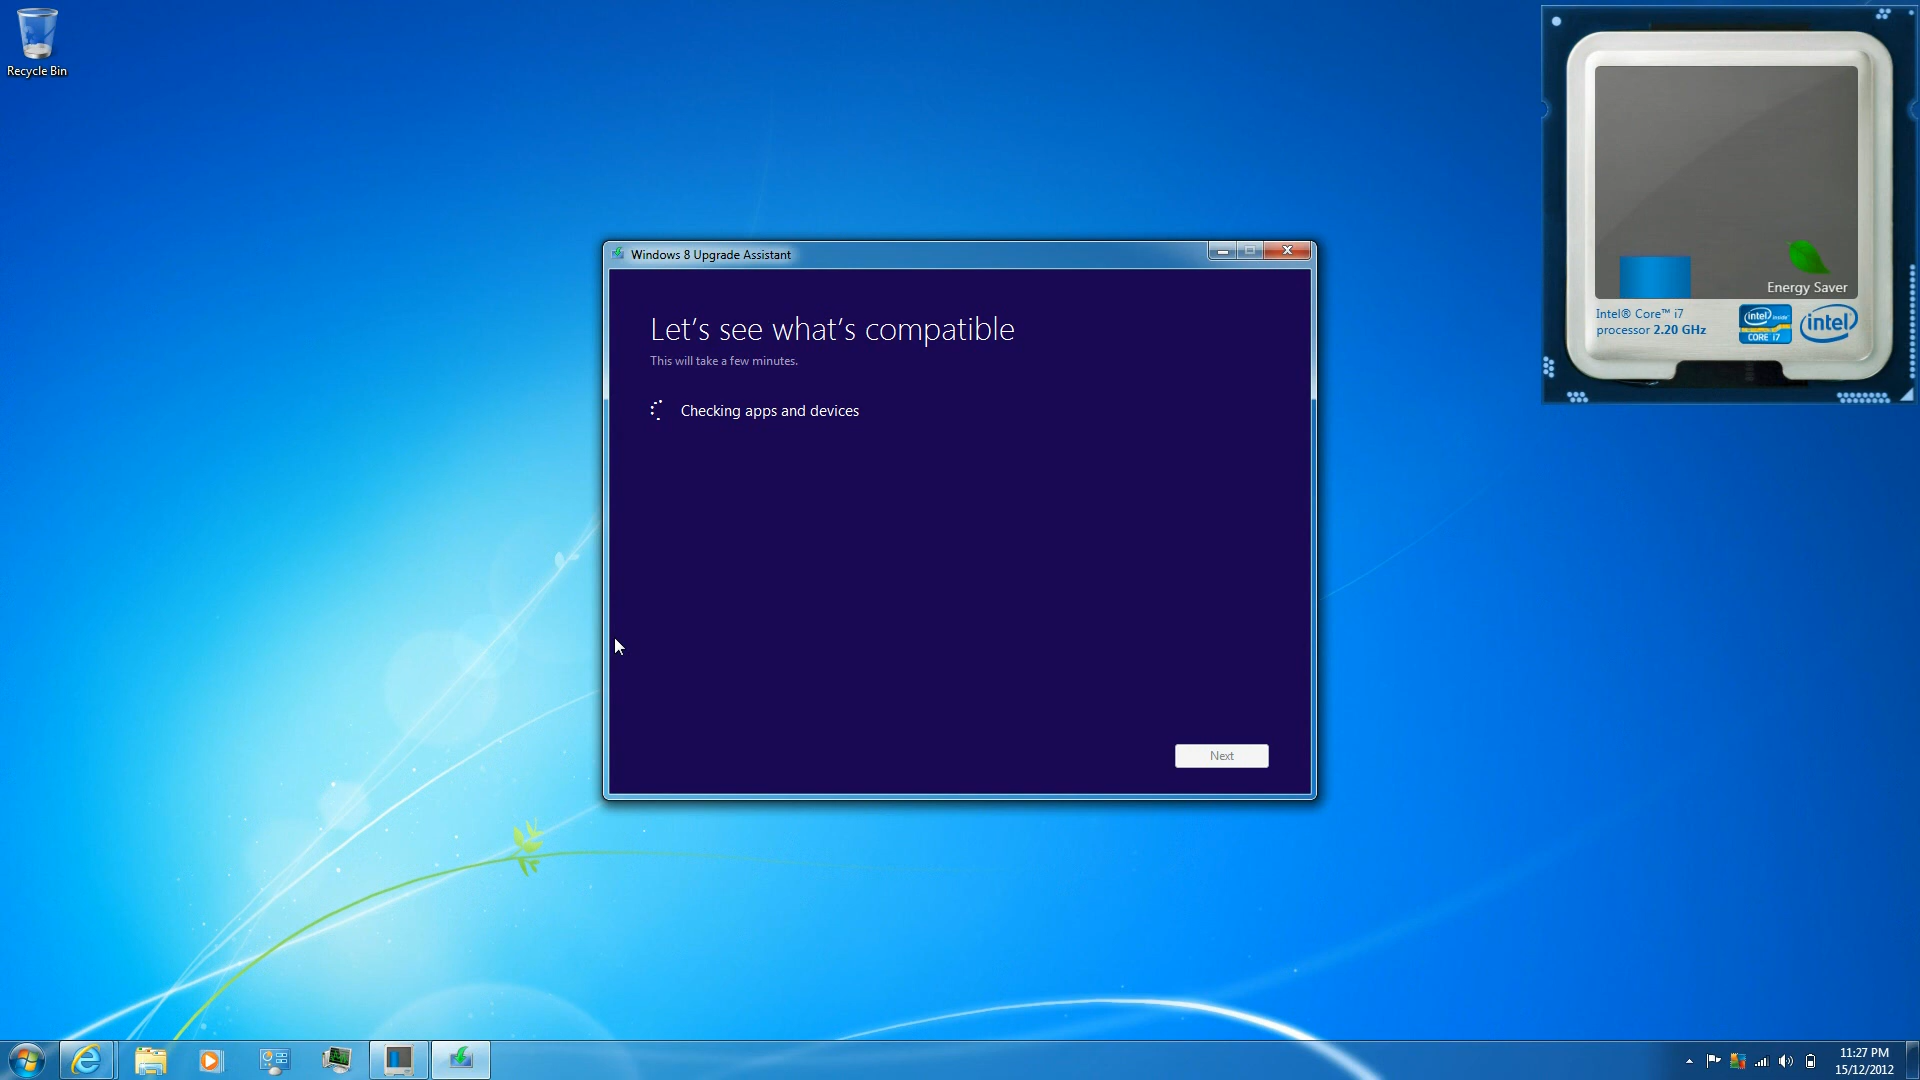 Recycle Bin
Windows 8 Upgrade Assistant
Let's see what's compatible
This will take a few minutes.
Checking apps and devices
Next
Energy Saver
Intel® Core™ i7
processor 2.20 GHz
intel inside™
CORE i7
intel
11:27 PM
15/12/2012